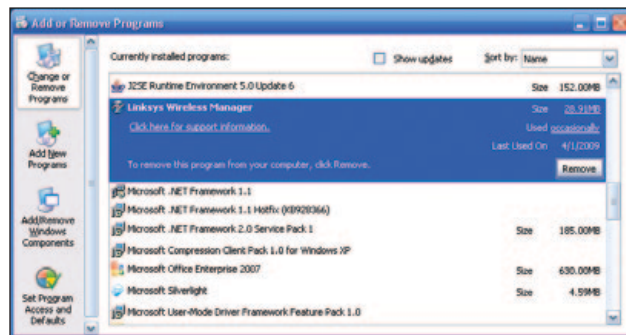 Add or Remove Programs
Change or
Remove
Programs
Add New
Programs
Add/Remove
Windows
Components
Set Program
Access and
Defaults
Currently installed programs:
Show updates
Sort by: Name
J2SE Runtime Environment 5.0 Update 6 Size 152.00MB
Linksys Wireless Manager Size 28.91MB
Click here for support information. Used occasionally
Last Used On 4/1/2009
To remove this program from your computer, click Remove. Remove
Microsoft .NET Framework 1.1
Microsoft .NET Framework 1.1 Hotfix (KB928366)
Microsoft .NET Framework 2.0 Service Pack 1 Size 185.00MB
Microsoft Compression Client Pack 1.0 for Windows XP
Microsoft Office Enterprise 2007 Size 630.00MB
Microsoft Silverlight Size 4.59MB
Microsoft User-Mode Driver Framework Feature Pack 1.0